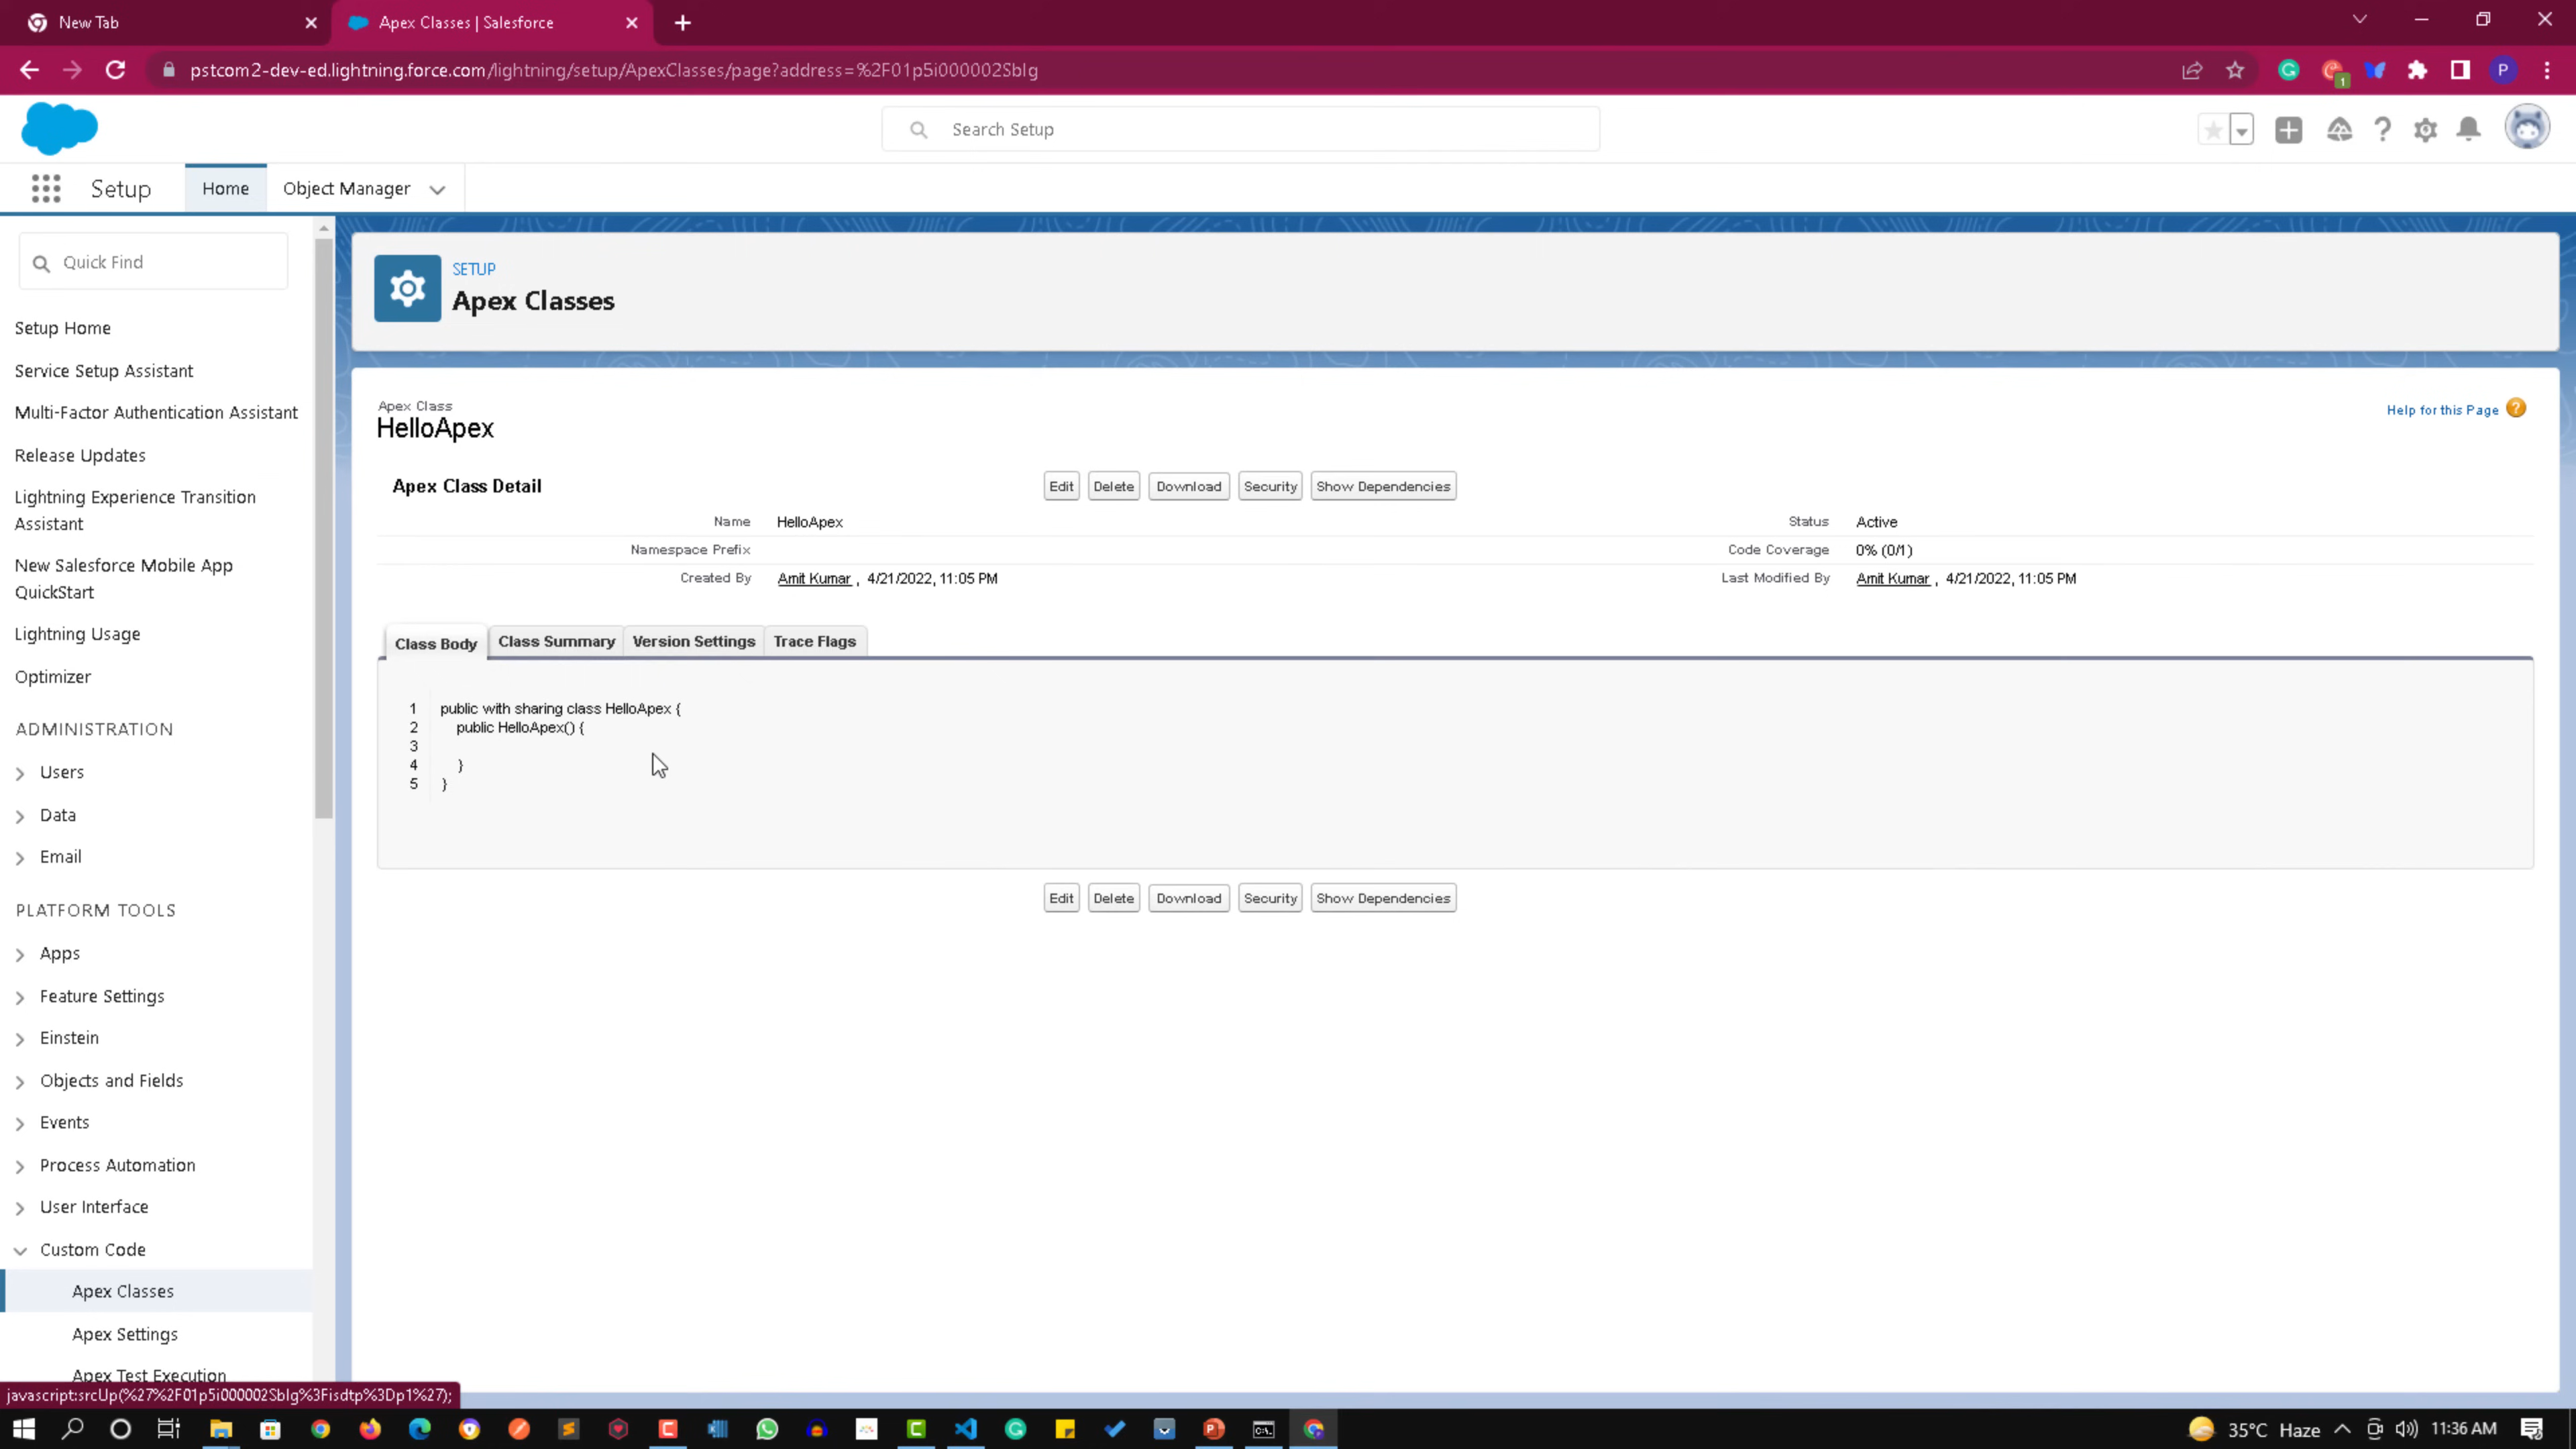 New Tab
Apex Classes | Salesforce
pstcom2-dev-ed.lightning.force.com/lightning/setup/ApexClasses/page?address=%2F01p5i000002SbIg
P
1
Search Setup
Setup
Home
Object Manager
Quick Find
Setup Home
Service Setup Assistant
Multi-Factor Authentication Assistant
Release Updates
Lightning Experience Transition
Assistant
New Salesforce Mobile App
QuickStart
Lightning Usage
Optimizer
ADMINISTRATION
Users
Data
Email
PLATFORM TOOLS
Apps
Feature Settings
Einstein
Objects and Fields
Events
Process Automation
User Interface
Custom Code
Apex Classes
Apex Settings
Apex Test Execution
SETUP
Apex Classes
Apex Class
HelloApex
Help for this Page ?
Apex Class Detail
Edit Delete Download Security Show Dependencies
Name HelloApex Status Active
Namespace Prefix Code Coverage 0% (0/1)
Created By Amit Kumar , 4/21/2022, 11:05 PM Last Modified By Amit Kumar , 4/21/2022, 11:05 PM
Class Body Class Summary Version Settings Trace Flags
1 public with sharing class HelloApex {
2 public HelloApex() {
3
4 }
5 }
Edit Delete Download Security Show Dependencies
javascript:srcUp(%27%2F01p5i000002SbIg%3Fisdtp%3Dp1%27);
35°C Haze 11:36 AM